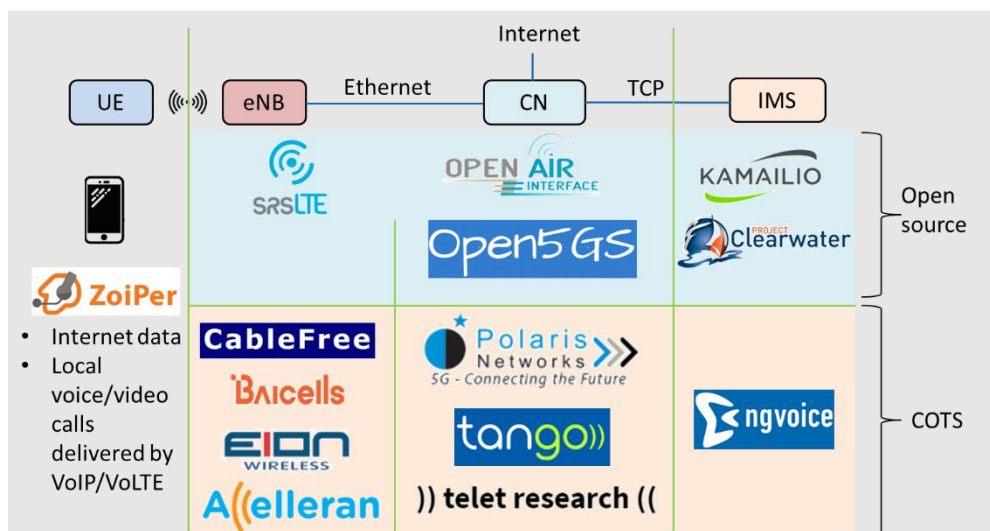 Internet
UE
eNB
Ethernet
CN
TCP
IMS
SRSLTE
OPEN AIR
INTERFACE
KAMAILIO
Open
source
Open5GS
PROJECT
Clearwater
ZoiPer
• Internet data
• Local
voice/video
calls
delivered by
VoIP/VoLTE
CableFree
BAICELLS
EION
WIRELESS
A((elleran
Polaris
Networks
5G - Connecting the Future
tango))
)) telet research ((
ngvoice
COTS